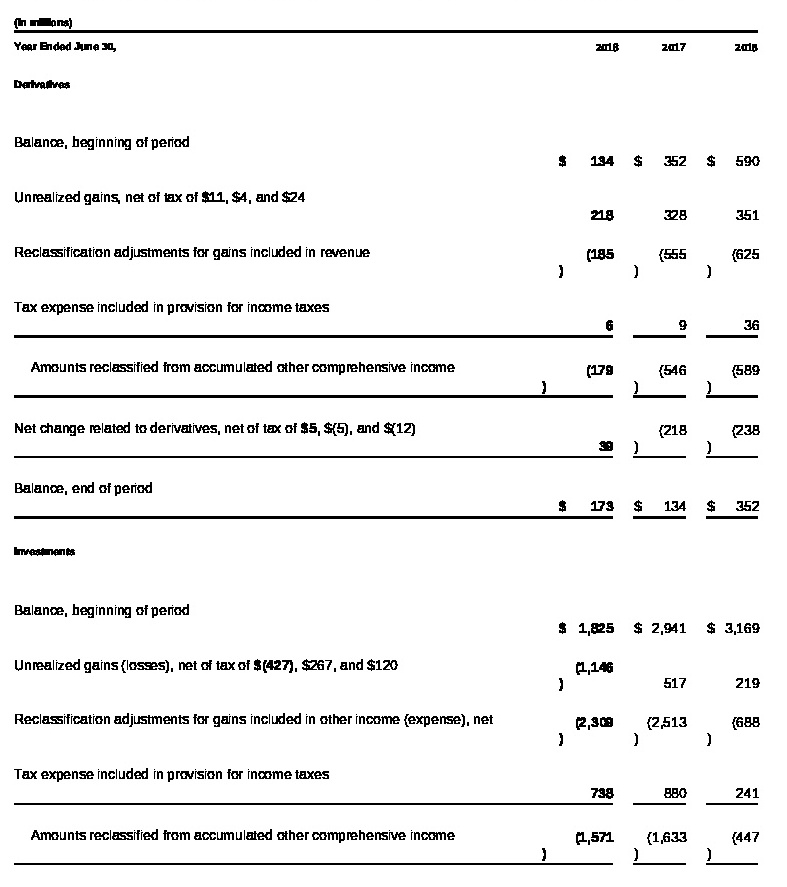 (In millions)
Year Ended June 30, 2018 2017 2016
Derivatives
Balance, beginning of period
$ 134 $ 352 $ 590
Unrealized gains, net of tax of $11, $4, and $24
218 328 351
Reclassification adjustments for gains included in revenue (185 (555 (625
) ) )
Tax expense included in provision for income taxes
6 9 36
Amounts reclassified from accumulated other comprehensive income (179 (546 (589
) ) )
Net change related to derivatives, net of tax of $5, $(5), and $(12) (218 (238
39 ) )
Balance, end of period
$ 173 $ 134 $ 352
Investments
Balance, beginning of period
$ 1,825 $ 2,941 $ 3,169
Unrealized gains (losses), net of tax of $(427), $267, and $120 (1,146
) 517 219
Reclassification adjustments for gains included in other income (expense), net (2,309 (2,513 (688
) ) )
Tax expense included in provision for income taxes
738 880 241
Amounts reclassified from accumulated other comprehensive income (1,571 (1,633 (447
) ) )